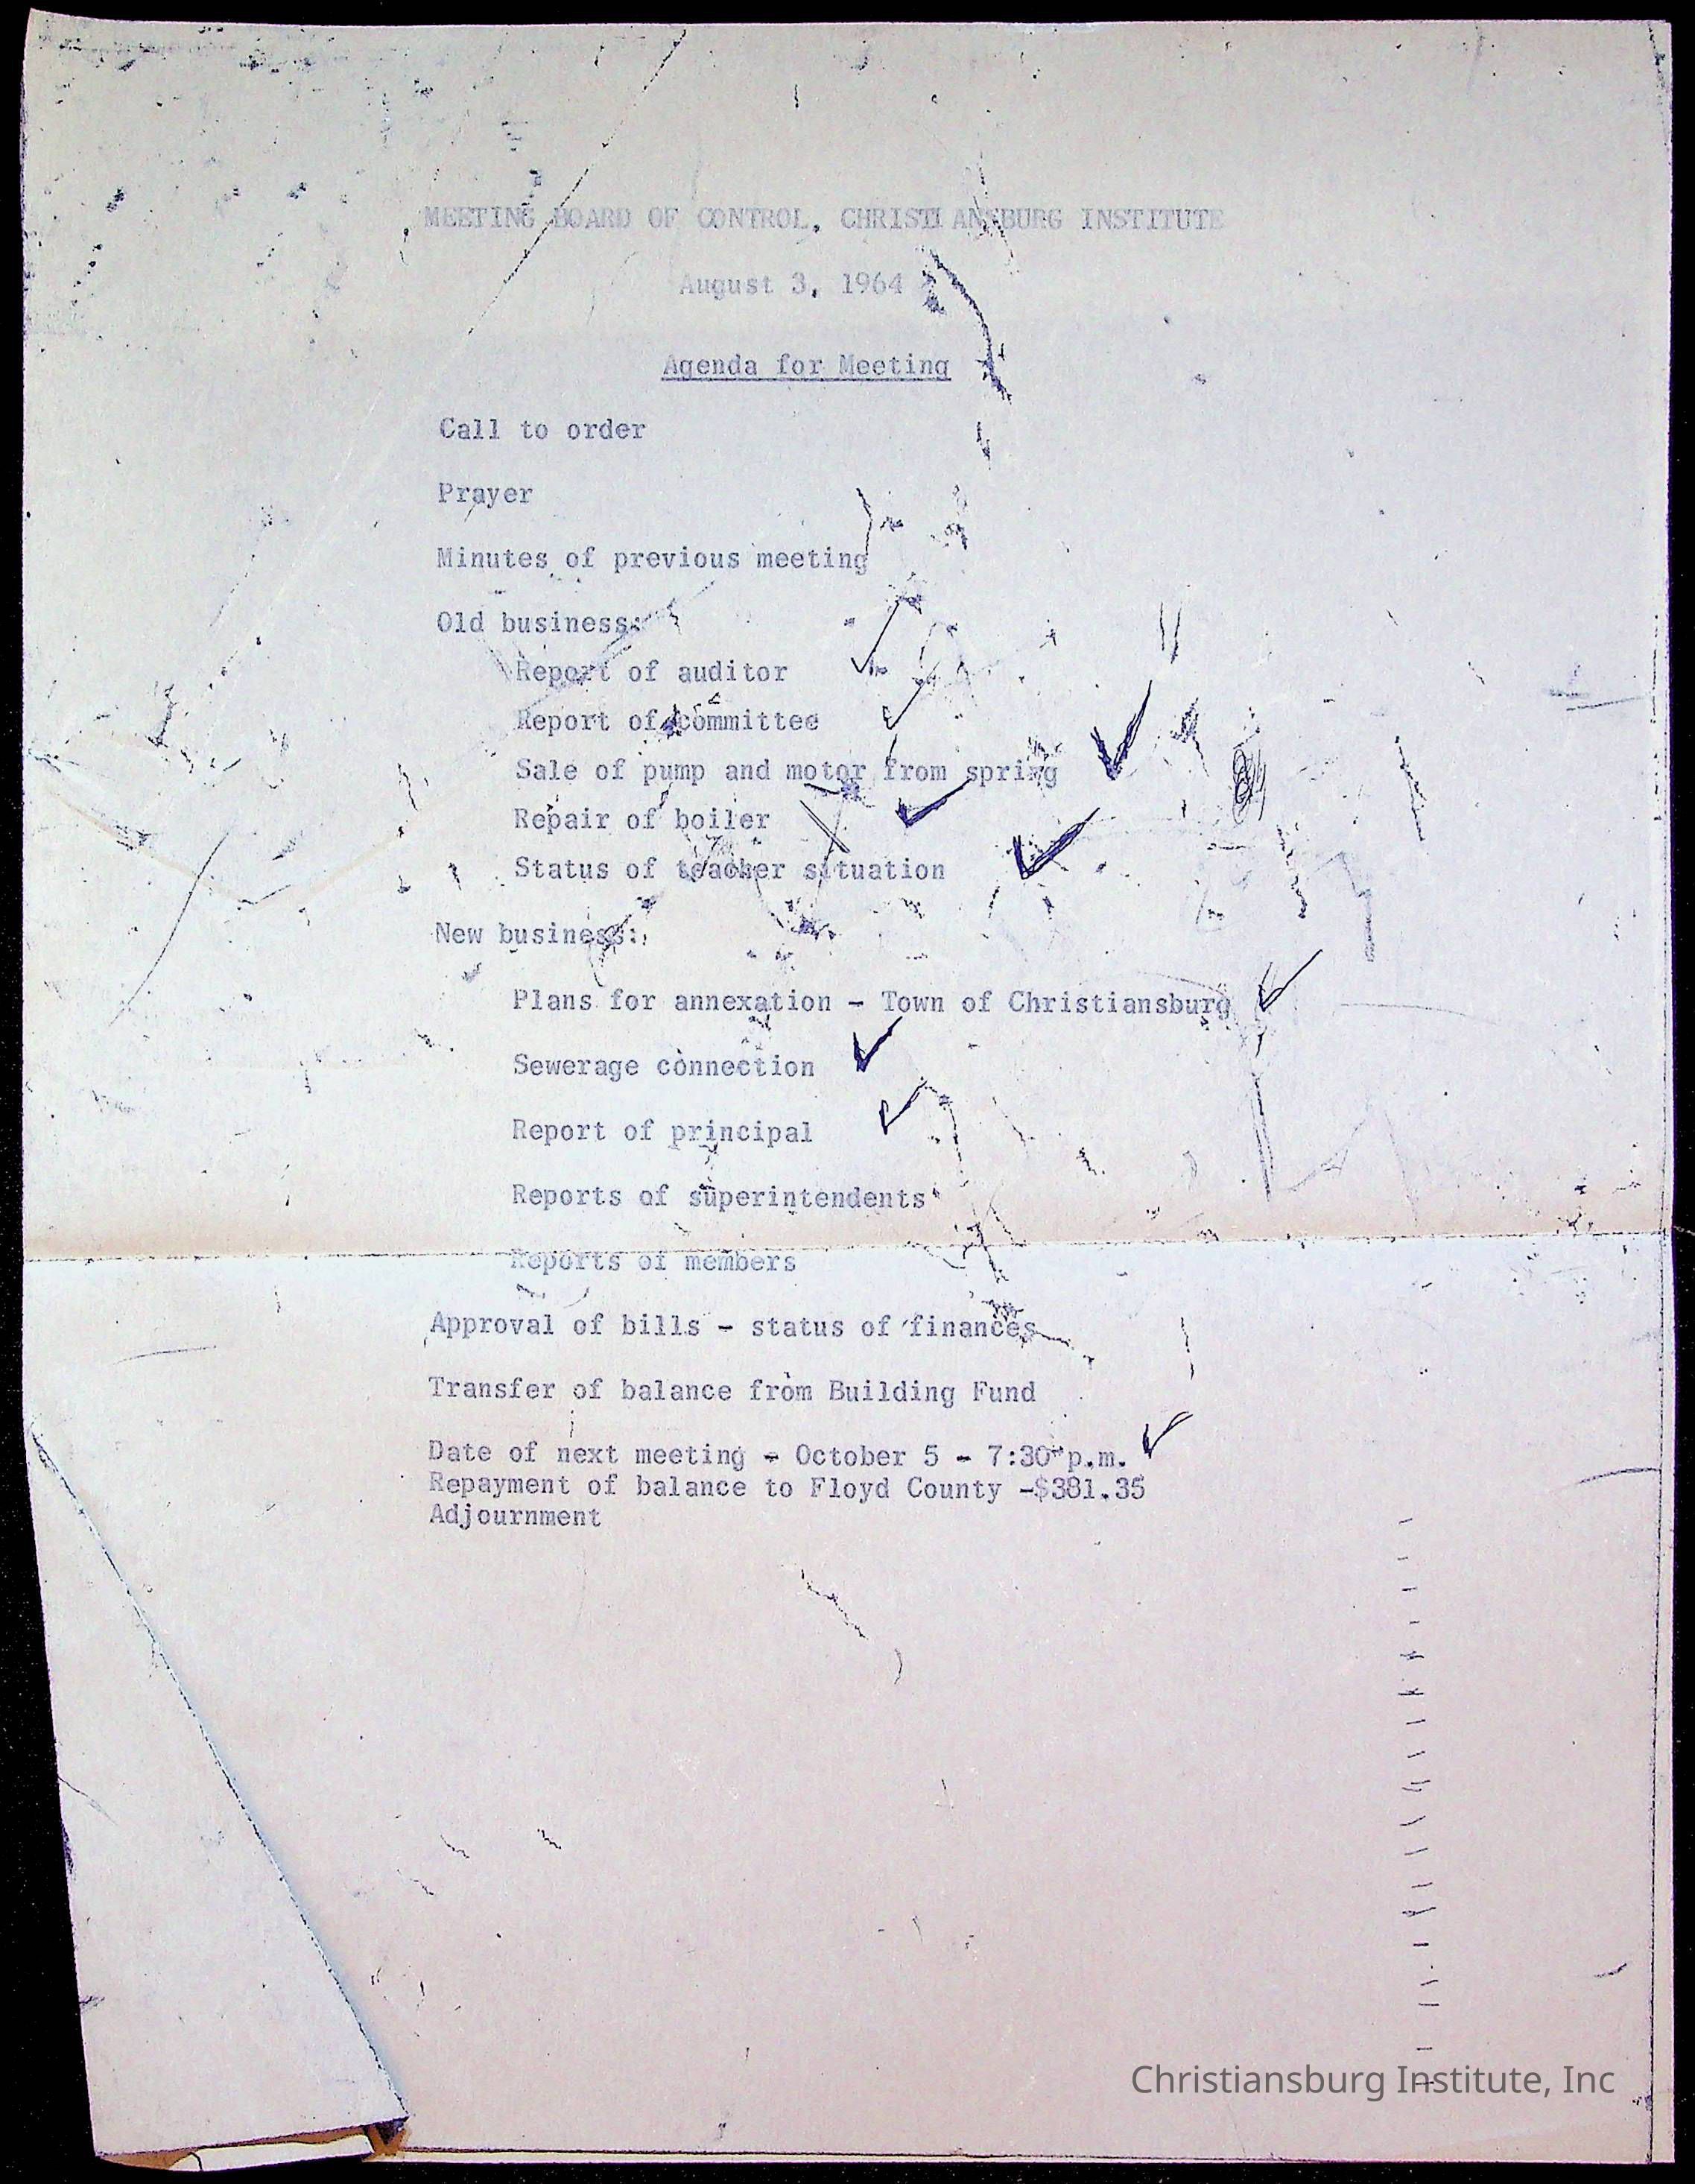 MEETING BOARD OF CONTROL, CHRISTIANSBURG INSTITUTE
August 3, 1964
Agenda for Meeting
Call to order
Prayer
Minutes of previous meeting
Old business:
Report of auditor
Report of committee
Sale of pump and motor from spring
Repair of boiler
Status of teacher situation
New business:
Plans for annexation - Town of Christiansburg
Sewerage connection
Report of principal
Reports of superintendents
Reports of members
Approval of bills - status of finances
Transfer of balance from Building Fund
Date of next meeting - October 5 - 7:30 p.m.
Repayment of balance to Floyd County -$381.35
Adjournment
Christiansburg Institute, Inc